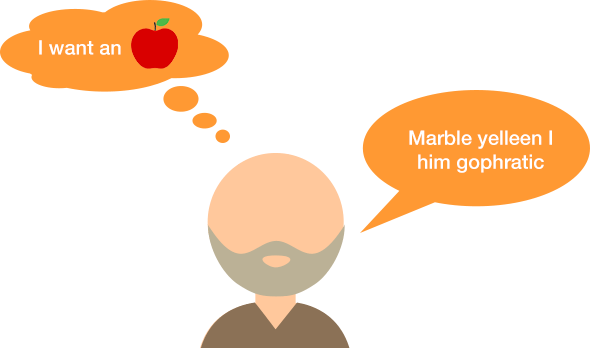 I want an
Marble yelleen I
him gophratic